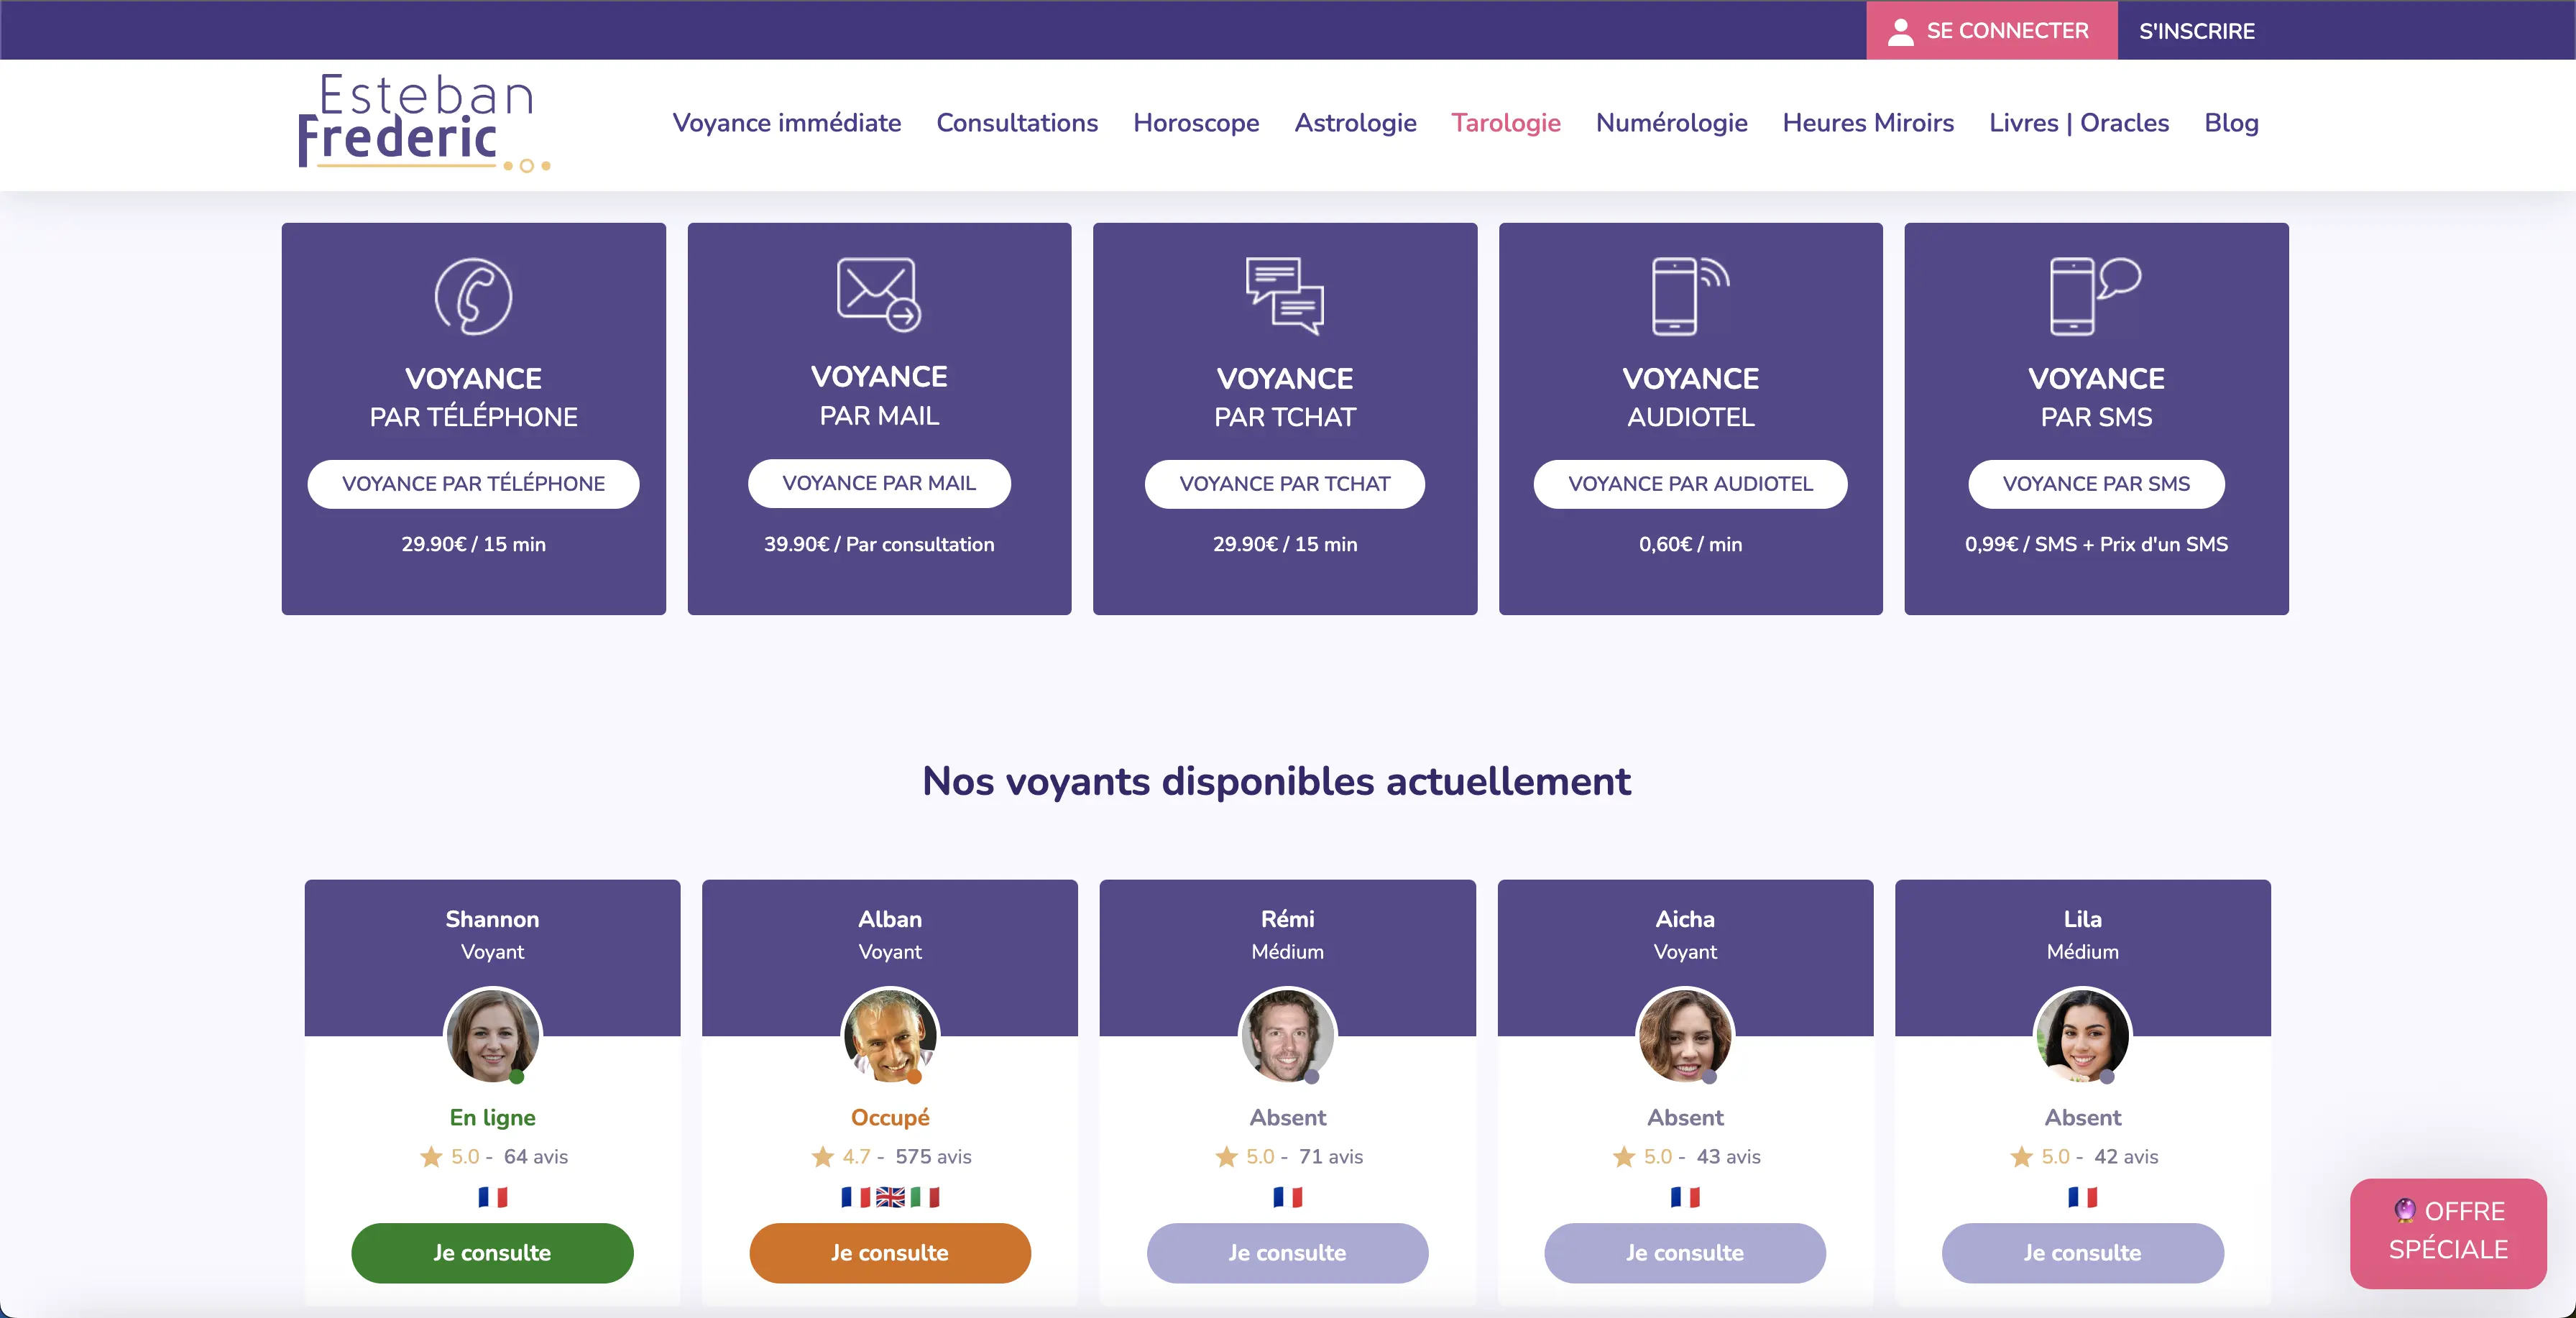 SE CONNECTER
S'INSCRIRE
Esteban
Frederic
Voyance immédiate
Consultations
Horoscope
Astrologie
Tarologie
Numérologie
Heures Miroirs
Livres | Oracles
Blog
VOYANCE
PAR TÉLÉPHONE
VOYANCE PAR TÉLÉPHONE
29.90€ / 15 min
VOYANCE
PAR MAIL
VOYANCE PAR MAIL
39.90€ / Par consultation
VOYANCE
PAR TCHAT
VOYANCE PAR TCHAT
29.90€ / 15 min
VOYANCE
AUDIOTEL
VOYANCE PAR AUDIOTEL
0,60€ / min
VOYANCE
PAR SMS
VOYANCE PAR SMS
0,99€ / SMS + Prix d'un SMS
Nos voyants disponibles actuellement
Shannon
Voyant
En ligne
5.0 - 64 avis
Je consulte
Alban
Voyant
Occupé
4.7 - 575 avis
Je consulte
Rémi
Médium
Absent
5.0 - 71 avis
Je consulte
Aicha
Voyant
Absent
5.0 - 43 avis
Je consulte
Lila
Médium
Absent
5.0 - 42 avis
Je consulte
OFFRE
SPÉCIALE